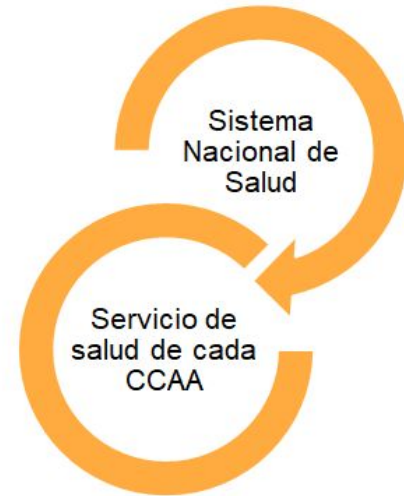 Sistema
Nacional de
Salud
Servicio de
salud de cada
CCAA